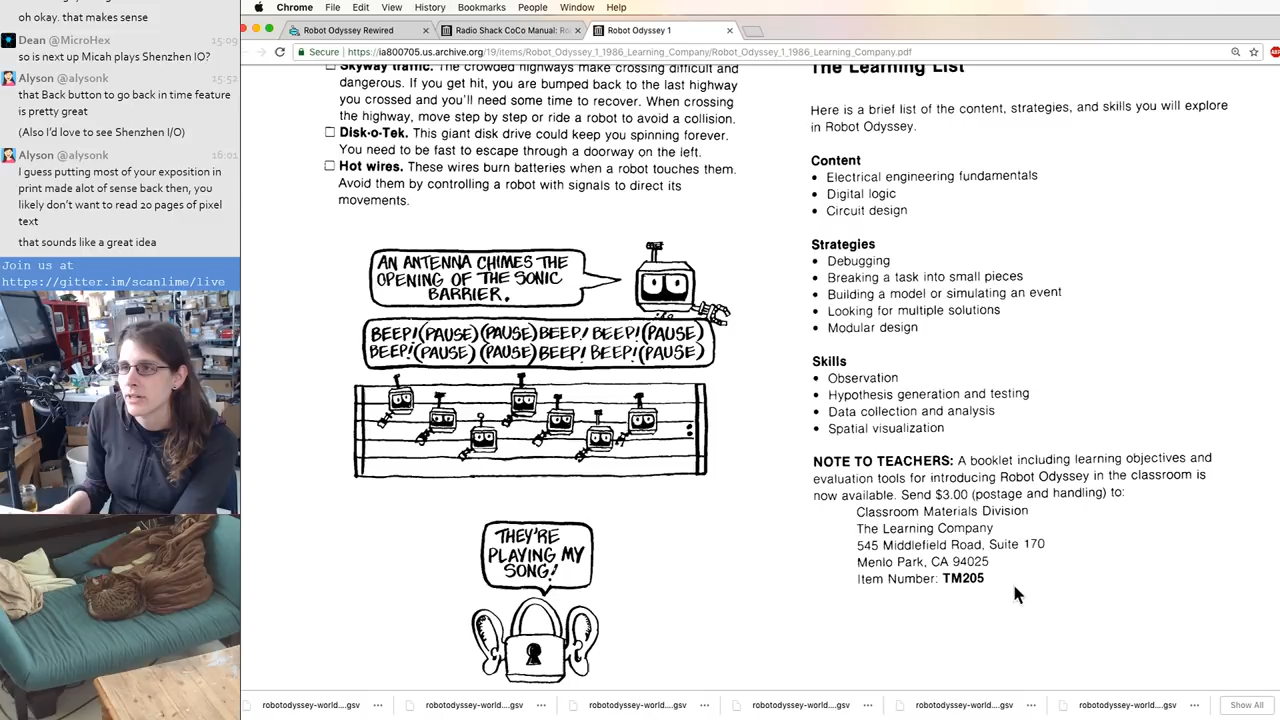 Chrome File Edit View History Bookmarks People Window Help
Robot Odyssey Rewired
Radio Shack CoCo Manual: Ro
Robot Odyssey 1
Secure https://ia800705.us.archive.org/19/items/Robot_Odyssey_1_1986_Learning_Company/Robot_Odyssey_1_1986_Learning_Company.pdf
oh okay. that makes sense
Dean @MicroHex 15:09
so is next up Micah plays Shenzhen IO?
Alyson @alysonk 15:52
that Back button to go back in time feature
is pretty great
(Also I'd love to see Shenzhen I/O)
Alyson @alysonk 16:01
I guess putting most of your exposition in
print made alot of sense back then, you
likely don't want to read 20 pages of pixel
text
that sounds like a great idea
Join us at
https://gitter.im/scanlime/live
Skyway traffic. The crowded highways make crossing difficult and
dangerous. If you get hit, you are bumped back to the last highway
you crossed and you'll need some time to recover. When crossing
the highway, move step by step or ride a robot to avoid a collision.
Disk·o·Tek. This giant disk drive could keep you spinning forever.
You need to be fast to escape through a doorway on the left.
Hot wires. These wires burn batteries when a robot touches them.
Avoid them by controlling a robot with signals to direct its
movements.
AN ANTENNA CHIMES THE
OPENING OF THE SONIC
BARRIER.
BEEP!(PAUSE)(PAUSE)BEEP! BEEP!(PAUSE)
BEEP!(PAUSE)(PAUSE)BEEP! BEEP!(PAUSE)
THEY'RE
PLAYING MY
SONG!
The Learning List
Here is a brief list of the content, strategies, and skills you will explore
in Robot Odyssey.
Content
• Electrical engineering fundamentals
• Digital logic
• Circuit design
Strategies
• Debugging
• Breaking a task into small pieces
• Building a model or simulating an event
• Looking for multiple solutions
• Modular design
Skills
• Observation
• Hypothesis generation and testing
• Data collection and analysis
• Spatial visualization
NOTE TO TEACHERS: A booklet including learning objectives and
evaluation tools for introducing Robot Odyssey in the classroom is
now available. Send $3.00 (postage and handling) to:
Classroom Materials Division
The Learning Company
545 Middlefield Road, Suite 170
Menlo Park, CA 94025
Item Number: TM205
robotodyssey-world....gsv
robotodyssey-world....gsv
robotodyssey-world....gsv
robotodyssey-world....gsv
robotodyssey-world....gsv
robotodyssey-world....gsv
Show All